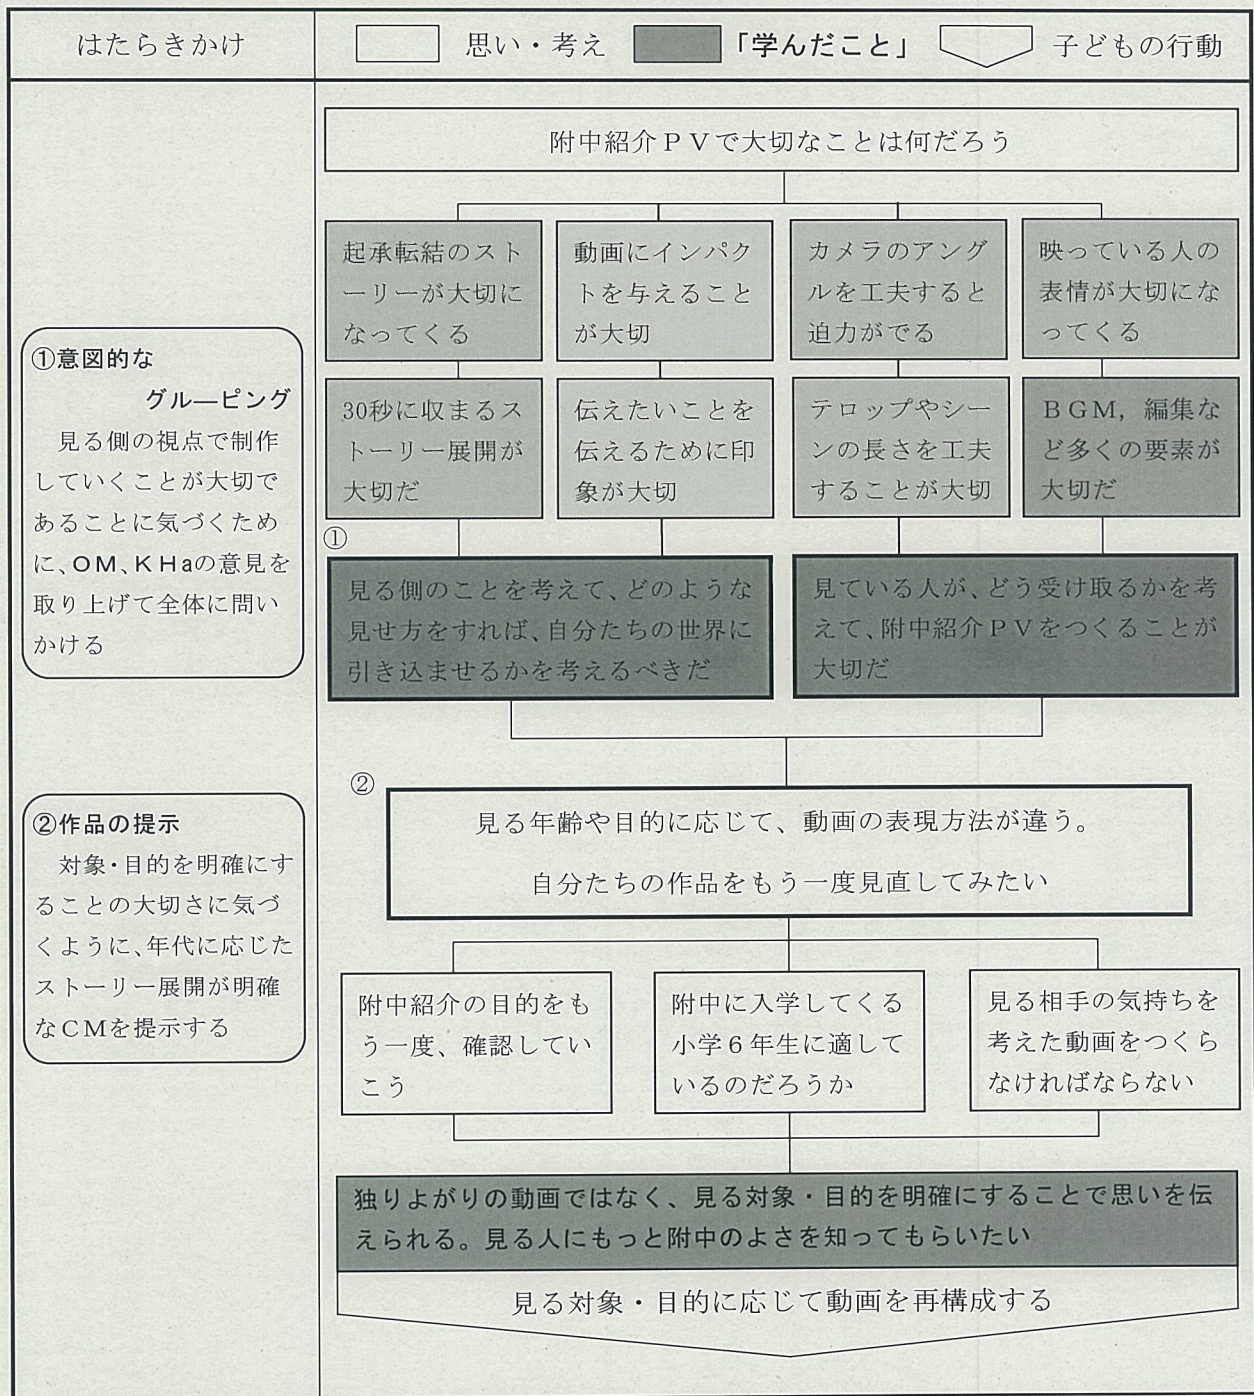 はたらきかけ
思い・考え
「学んだこと」
子どもの行動
附中紹介ＰＶで大切なことは何だろう
起承転結のスト
ーリーが大切に
なってくる
動画にインパク
トを与えること
が大切
カメラのアング
ルを工夫すると
迫力がでる
映っている人の
表情が大切にな
ってくる
30秒に収まるス
トーリー展開が
大切だ
伝えたいことを
伝えるために印
象が大切
テロップやシー
ンの長さを工夫
することが大切
ＢＧＭ，編集な
ど多くの要素が
大切だ
①意図的な
グル―ピング
見る側の視点で制作
していくことが大切で
あることに気づくため
に、ＯＭ、ＫＨaの意見を
取り上げて全体に問い
かける
①
見る側のことを考えて、どのような
見せ方をすれば、自分たちの世界に
引き込ませるかを考えるべきだ
見ている人が、どう受け取るかを考
えて、附中紹介ＰＶをつくることが
大切だ
②
見る年齢や目的に応じて、動画の表現方法が違う。
自分たちの作品をもう一度見直してみたい
②作品の提示
対象・目的を明確にす
ることの大切さに気づ
くように、年代に応じた
ストーリー展開が明確
なＣＭを提示する
附中紹介の目的をも
う一度、確認してい
こう
附中に入学してくる
小学６年生に適して
いるのだろうか
見る相手の気持ちを
考えた動画をつくら
なければならない
独りよがりの動画ではなく、見る対象・目的を明確にすることで思いを伝
えられる。見る人にもっと附中のよさを知ってもらいたい
見る対象・目的に応じて動画を再構成する